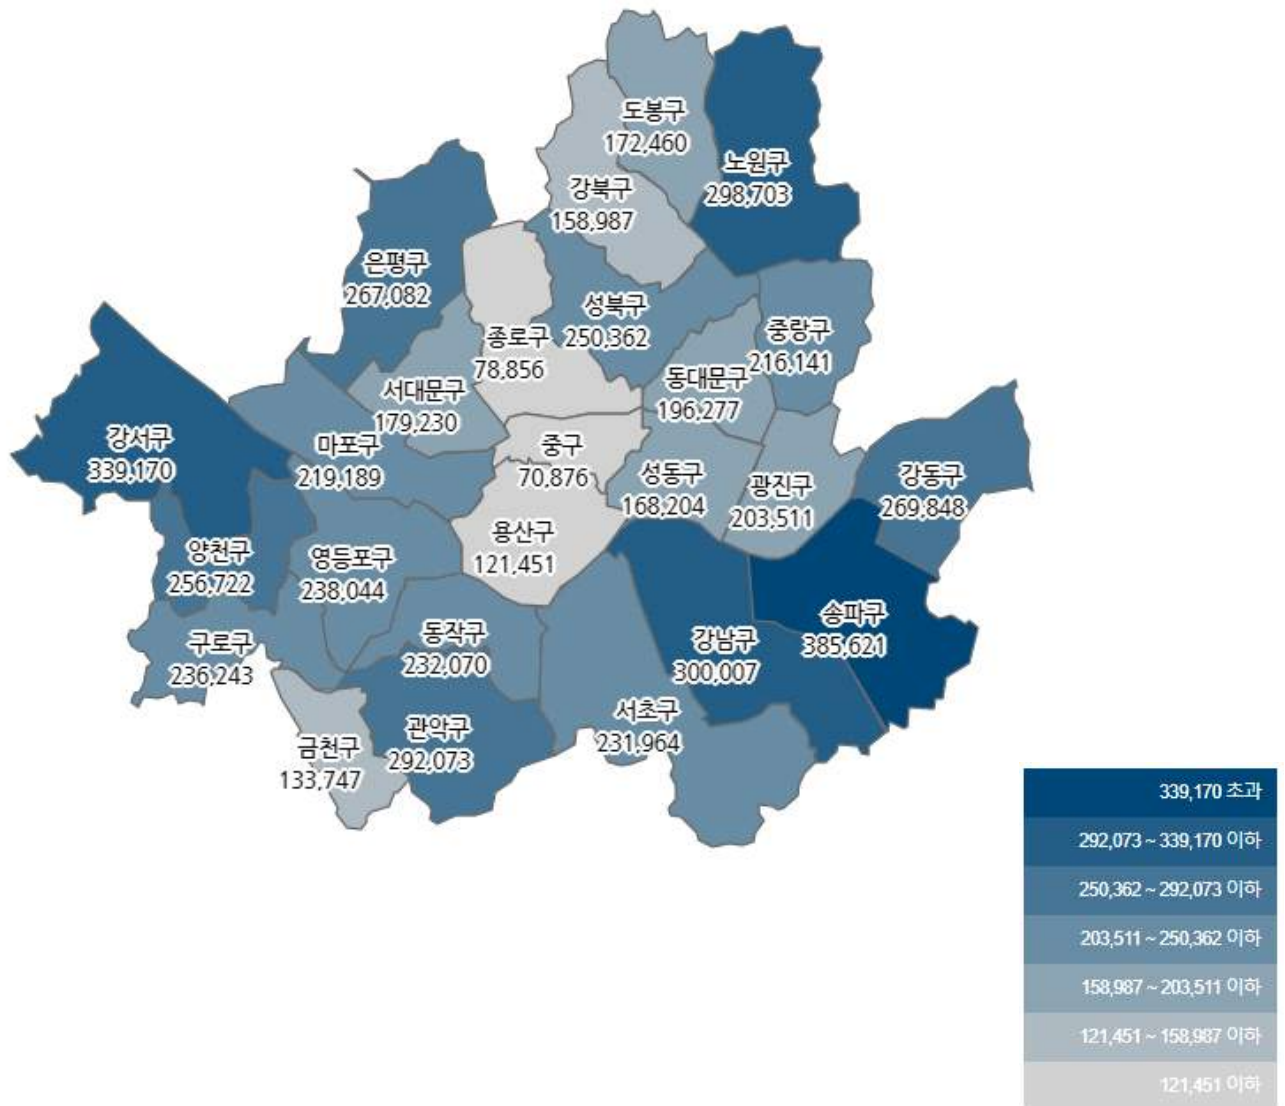 도봉구
172,460
노원구
298,703
강북구
158,987
은평구
267,082
성북구
250,362
종로구
78,856
중랑구
216,141
동대문구
196,277
서대문구
179,230
강서구
339,170
마포구
219,189
중구
70,876
성동구
168,204
광진구
203,511
강동구
269,848
용산구
121,451
양천구
256,722
영등포구
238,044
구로구
236,243
동작구
232,070
강남구
300,007
송파구
385,621
서초구
231,964
관악구
292,073
금천구
133,747
339,170 초과
292,073 ~ 339,170 이하
250,362 ~ 292,073 이하
203,511 ~ 250,362 이하
158,987 ~ 203,511 이하
121,451 ~ 158,987 이하
121,451 이하